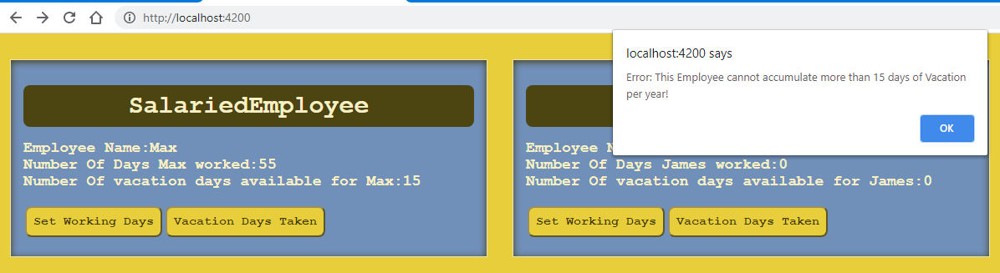 http://localhost:4200
localhost:4200 says
Error: This Employee cannot accumulate more than 15 days of Vacation
per year!
OK
SalariedEmployee
Employee Name:Max
Number Of Days Max worked:55
Number Of vacation days available for Max:15
Set Working Days
Vacation Days Taken
Employee
Number Of Days James worked:0
Number Of vacation days available for James:0
Set Working Days
Vacation Days Taken